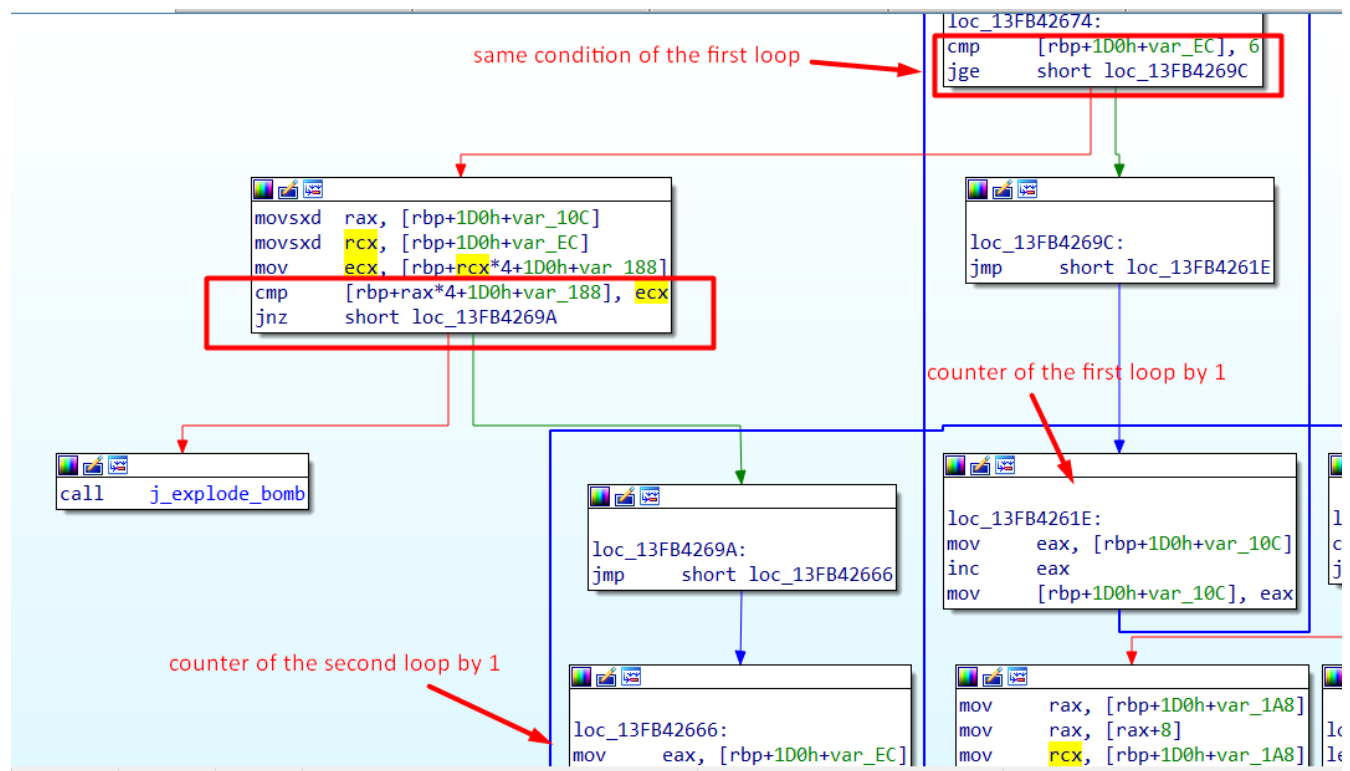 loc_13FB42674:
cmp [rbp+1D0h+var_EC], 6
jge short loc_13FB4269C
same condition of the first loop
movsxd rax, [rbp+1D0h+var_10C]
movsxd rcx, [rbp+1D0h+var_EC]
mov ecx, [rbp+rcx*4+1D0h+var_188]
cmp [rbp+rax*4+1D0h+var_188], ecx
jnz short loc_13FB4269A
loc_13FB4269C:
jmp short loc_13FB4261E
counter of the first loop by 1
call j_explode_bomb
loc_13FB4269A:
jmp short loc_13FB42666
loc_13FB4261E:
mov eax, [rbp+1D0h+var_10C]
inc eax
mov [rbp+1D0h+var_10C], eax
counter of the second loop by 1
loc_13FB42666:
mov eax, [rbp+1D0h+var_EC]
mov rax, [rbp+1D0h+var_1A8]
mov rax, [rax+8]
mov rcx, [rbp+1D0h+var_1A8]